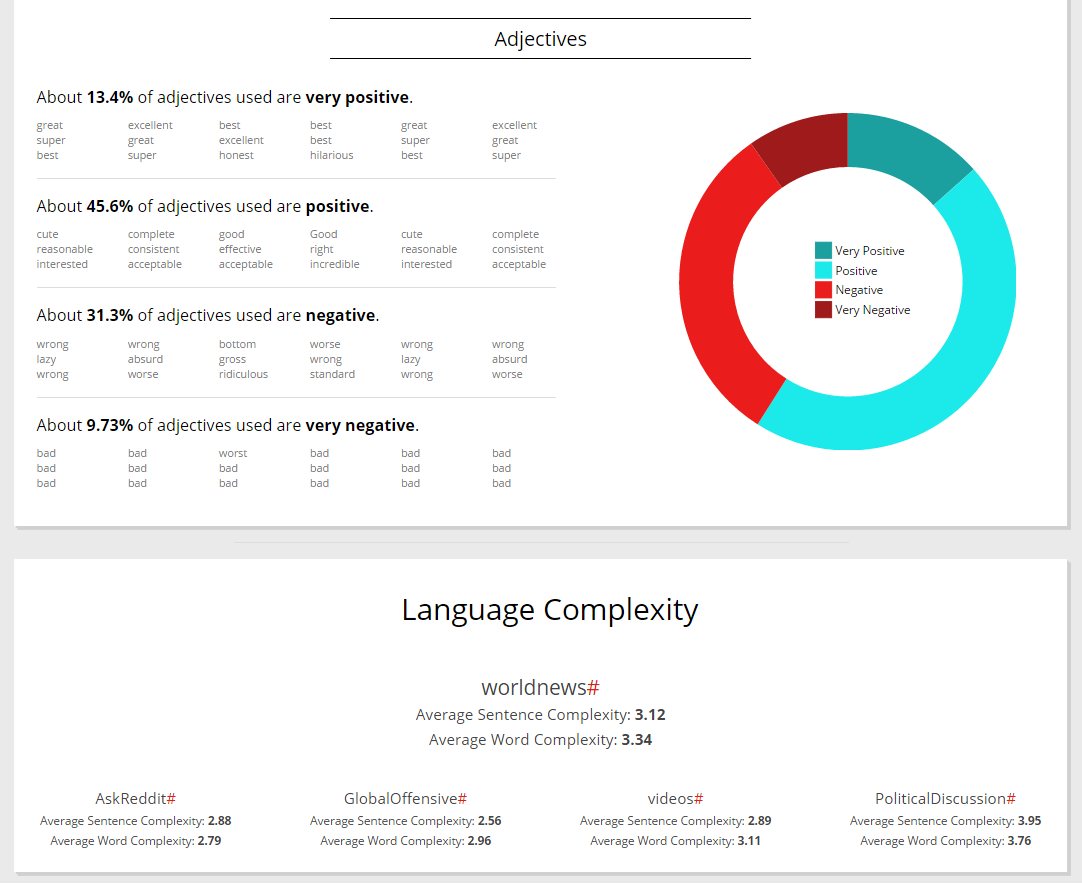 Adjectives
About 13.4% of adjectives used are very positive.
great excellent best best great excellent
super great excellent best super great
best super honest hilarious best super
About 45.6% of adjectives used are positive.
cute complete good Good cute complete
reasonable consistent effective right reasonable consistent
interested acceptable acceptable incredible interested acceptable
About 31.3% of adjectives used are negative.
wrong wrong bottom worse wrong wrong
lazy absurd gross wrong lazy absurd
wrong worse ridiculous standard wrong worse
About 9.73% of adjectives used are very negative.
bad bad worst bad bad bad
bad bad bad bad bad bad
bad bad bad bad bad bad
Very Positive
Positive
Negative
Very Negative
Language Complexity
worldnews#
Average Sentence Complexity: 3.12
Average Word Complexity: 3.34
AskReddit# GlobalOffensive# videos# PoliticalDiscussion#
Average Sentence Complexity: 2.88 Average Sentence Complexity: 2.56 Average Sentence Complexity: 2.89 Average Sentence Complexity: 3.95
Average Word Complexity: 2.79 Average Word Complexity: 2.96 Average Word Complexity: 3.11 Average Word Complexity: 3.76